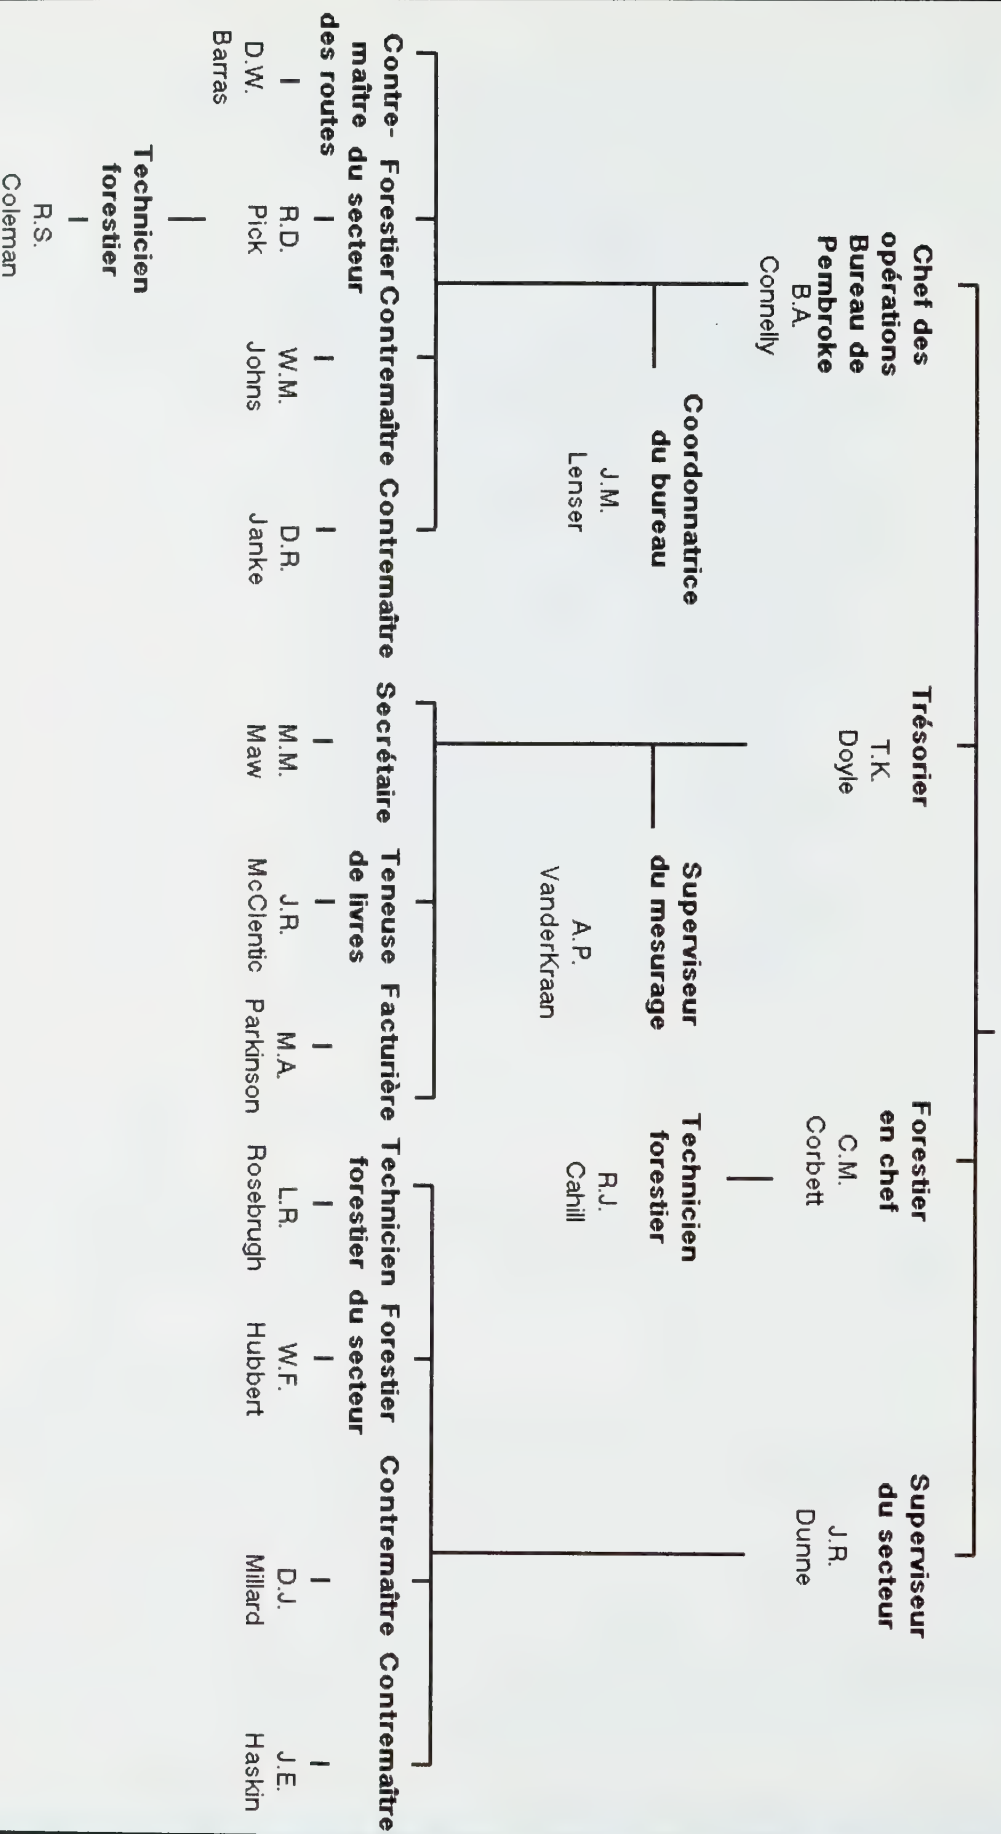 Chef des
opérations
Bureau de
Pembroke
B.A.
Connelly
Trésorier
T.K.
Doyle
Forestier
en chef
C.M.
Corbett
Superviseur
du secteur
J.R.
Dunne
Coordonnatrice
du bureau
J.M.
Lenser
Superviseur
du mesurage
A.P.
VanderKraan
Technicien
forestier
R.J.
Cahill
Contre-
maître
des routes
D.W.
Barras
Forestier
du secteur
R.D.
Pick
Contremaître
W.M.
Johns
Contremaître
D.R.
Janke
Secrétaire
M.M.
Maw
Teneuse
de livres
J.R.
McClentic
Facturière
M.A.
Parkinson
Technicien
forestier
L.R.
Rosebrugh
Forestier
du secteur
W.F.
Hubbert
Contremaître
D.J.
Millard
Contremaître
J.E.
Haskin
Technicien
forestier
R.S.
Coleman